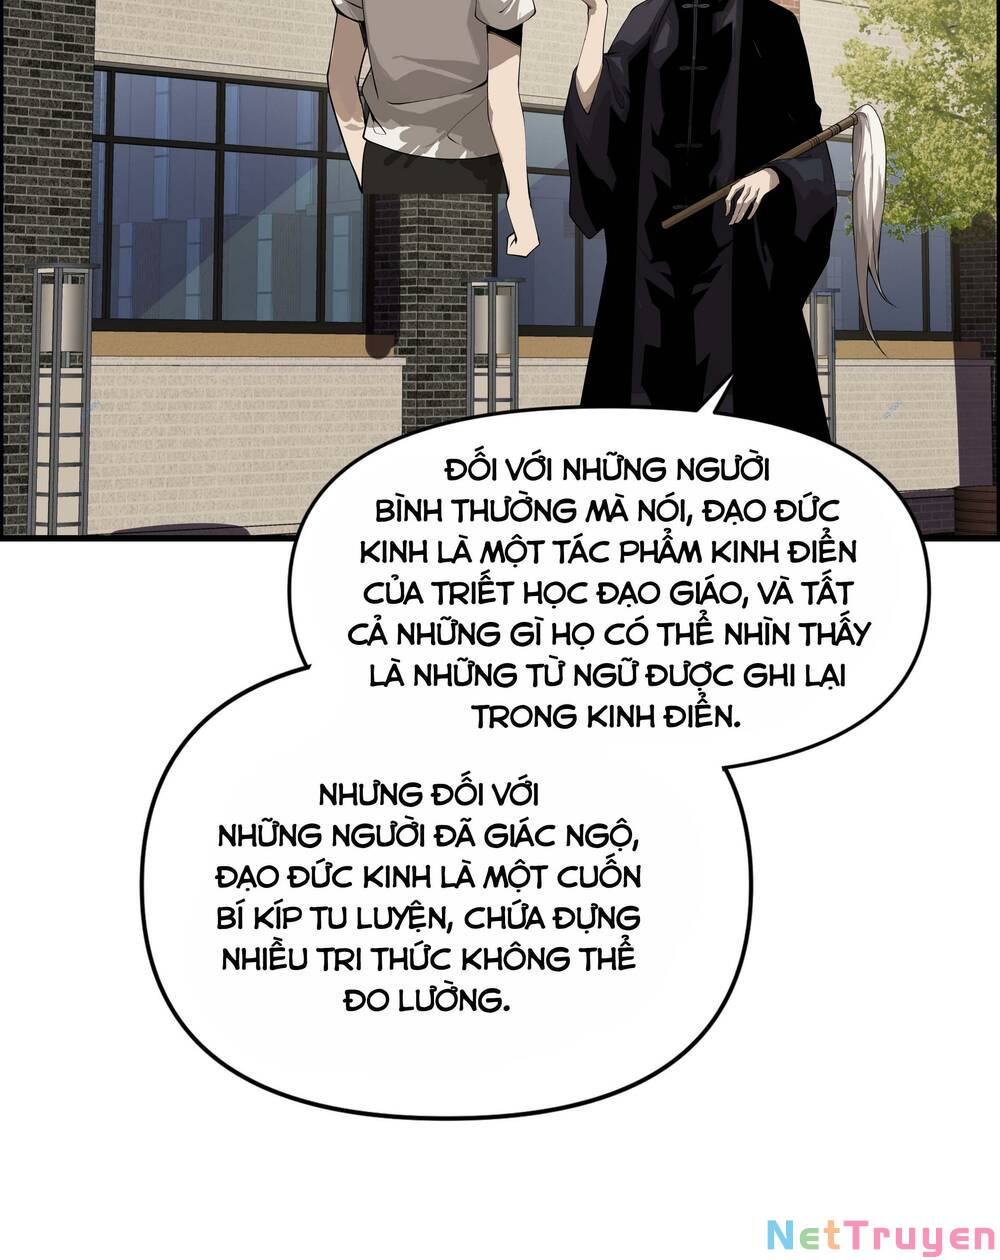 ĐỐI VỚI NHỮNG NGƯỜI
BÌNH THƯỜNG MÀ NÓI, ĐẠO ĐỨC
KINH LÀ MỘT TÁC PHẨM KINH ĐIỂN
CỦA TRIẾT HỌC ĐẠO GIÁO, VÀ TẤT
CẢ NHỮNG GÌ HỌ CÓ THỂ NHÌN THẤY
LÀ NHỮNG TỪ NGỮ ĐƯỢC GHI LẠI
TRONG KINH ĐIỂN.
NHƯNG ĐỐI VỚI
NHỮNG NGƯỜI ĐÃ GIÁC NGỘ,
ĐẠO ĐỨC KINH LÀ MỘT CUỐN
BÍ KÍP TU LUYỆN, CHỨA ĐỰNG
NHIỀU TRI THỨC KHÔNG THỂ
ĐO LƯỜNG.
NETTRUYEN